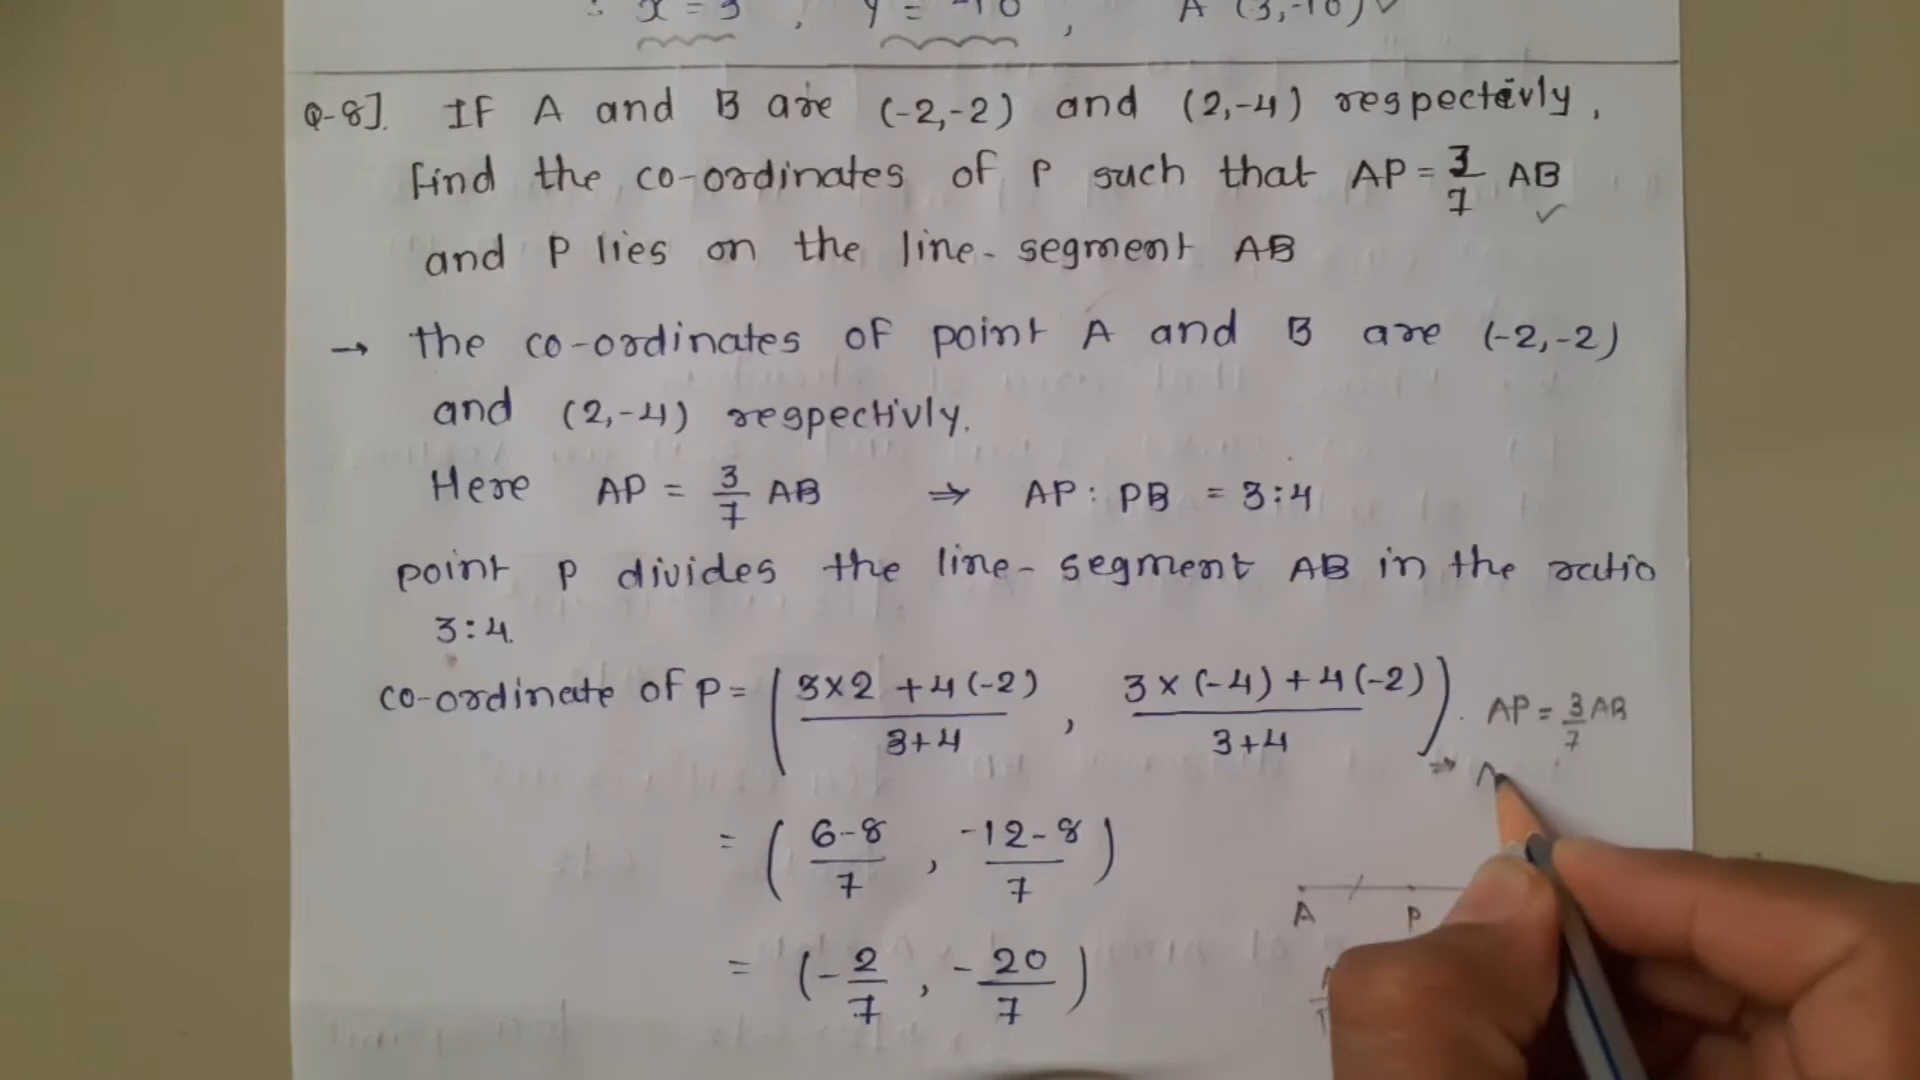 ∴ x = 3 , y = -10 , A (3,-10) ✓
Q-8]. IF A and B are (-2,-2) and (2,-4) respectivly,
find the co-ordinates of P such that AP = 3/7 AB ✓
and P lies on the line-segment AB
→ the co-ordinates of point A and B are (-2,-2)
and (2,-4) respectivly.
Here AP = 3/7 AB ⇒ AP : PB = 3:4
point P divides the line-segment AB in the ratio
3:4.
co-ordinate of P = ( 3×2 + 4(-2) / 3+4 , 3×(-4) + 4(-2) / 3+4 ).
AP = 3/7 AB
⇒
= ( 6-8 / 7 , -12-8 / 7 )
A P
= (-2/7 , -20/7)